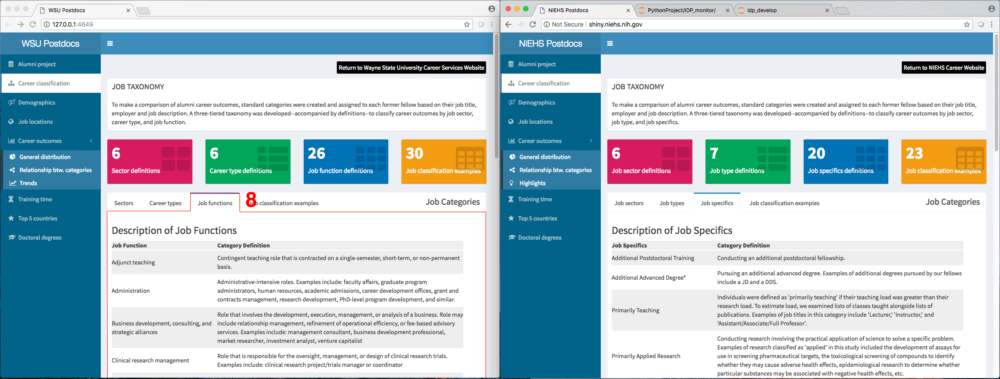 WSU Postdocs
127.0.0.1:4649
WSU Postdocs
Alumni project
Career classification
Demographics
Job locations
Career outcomes
General distribution
Relationship btw. categories
Trends
Training time
Top 5 countries
Doctoral degrees
Return to Wayne State University Career Services Website
JOB TAXONOMY
To make a comparison of alumni career outcomes, standard categories were created and assigned to each former fellow based on their job title,
employer and job description. A three-tiered taxonomy was developed--accompanied by definitions--to classify career outcomes by job sector,
career type, and job function.
6
Sector definitions
6
Career type definitions
26
Job function definitions
30
Job classification examples
Sectors
Career types
Job functions
8
Job classification examples
Job Categories
Description of Job Functions
Job Function Category Definition
Adjunct teaching
Contingent teaching role that is contracted on a single-semester, short-term, or non-permanent
basis.
Administration
Administrative-intensive roles. Examples include: faculty affairs, graduate program
administrators, human resources, academic admissions, career development offices, grant and
contracts management, research development, PhD-level program development, and similar.
Business development, consulting, and
strategic alliances
Role that involves the development, execution, management, or analysis of a business. Role may
include relationship management, refinement of operational efficiency, or fee-based advisory
services. Examples include: management consultant, business development professional,
market researcher, investment analyst, venture capitalist
Clinical research management
Role that is responsible for the oversight, management, or design of clinical research trials.
Examples include: clinical research project/trials manager or coordinator
NIEHS Postdocs
PythonProject/IDP_monitor/
idp_develop
Not Secure shiny.niehs.nih.gov
NIEHS Postdocs
Alumni project
Career classification
Demographics
Job locations
Career outcomes
General distribution
Relationship btw. categories
Highlights
Training time
Top 5 countries
Doctoral degrees
Return to NIEHS Career Website
JOB TAXONOMY
To make a comparison of alumni career outcomes, standard categories were created and assigned to each former fellow based on their job title,
employer and job description. A three-tiered taxonomy was developed--accompanied by definitions--to classify career outcomes by job sector,
job type, and job specifics.
6
Job sector definitions
7
Job type definitions
20
Job specifics definitions
23
Job classification examples
Job sectors
Job types
Job specifics
Job classification examples
Job Categories
Description of Job Specifics
Job Specifics Category Definition
Additional Postdoctoral Training
Conducting an additional postdoctoral fellowship.
Additional Advanced Degree*
Pursuing an additional advanced degree. Examples of additional degrees pursued by our fellows
include a JD and a DDS.
Primarily Teaching
Individuals were defined as 'primarily teaching' if their teaching load was greater than their
research load. To estimate load, we examined lists of classes taught alongside lists of
publications. Examples of job titles in this category include 'Lecturer,' 'Instructor,' and
'Assistant/Associate/Full Professor'.
Primarily Applied Research
Conducting research involving the practical application of science to solve a specific problem.
Examples of research classified as 'applied' in this study included the development of assays for
use in screening pharmaceutical targets, the toxicological screening of compounds to identify
whether they may cause adverse health effects, epidemiological research to determine whether
particular substances may be associated with negative health effects, etc.